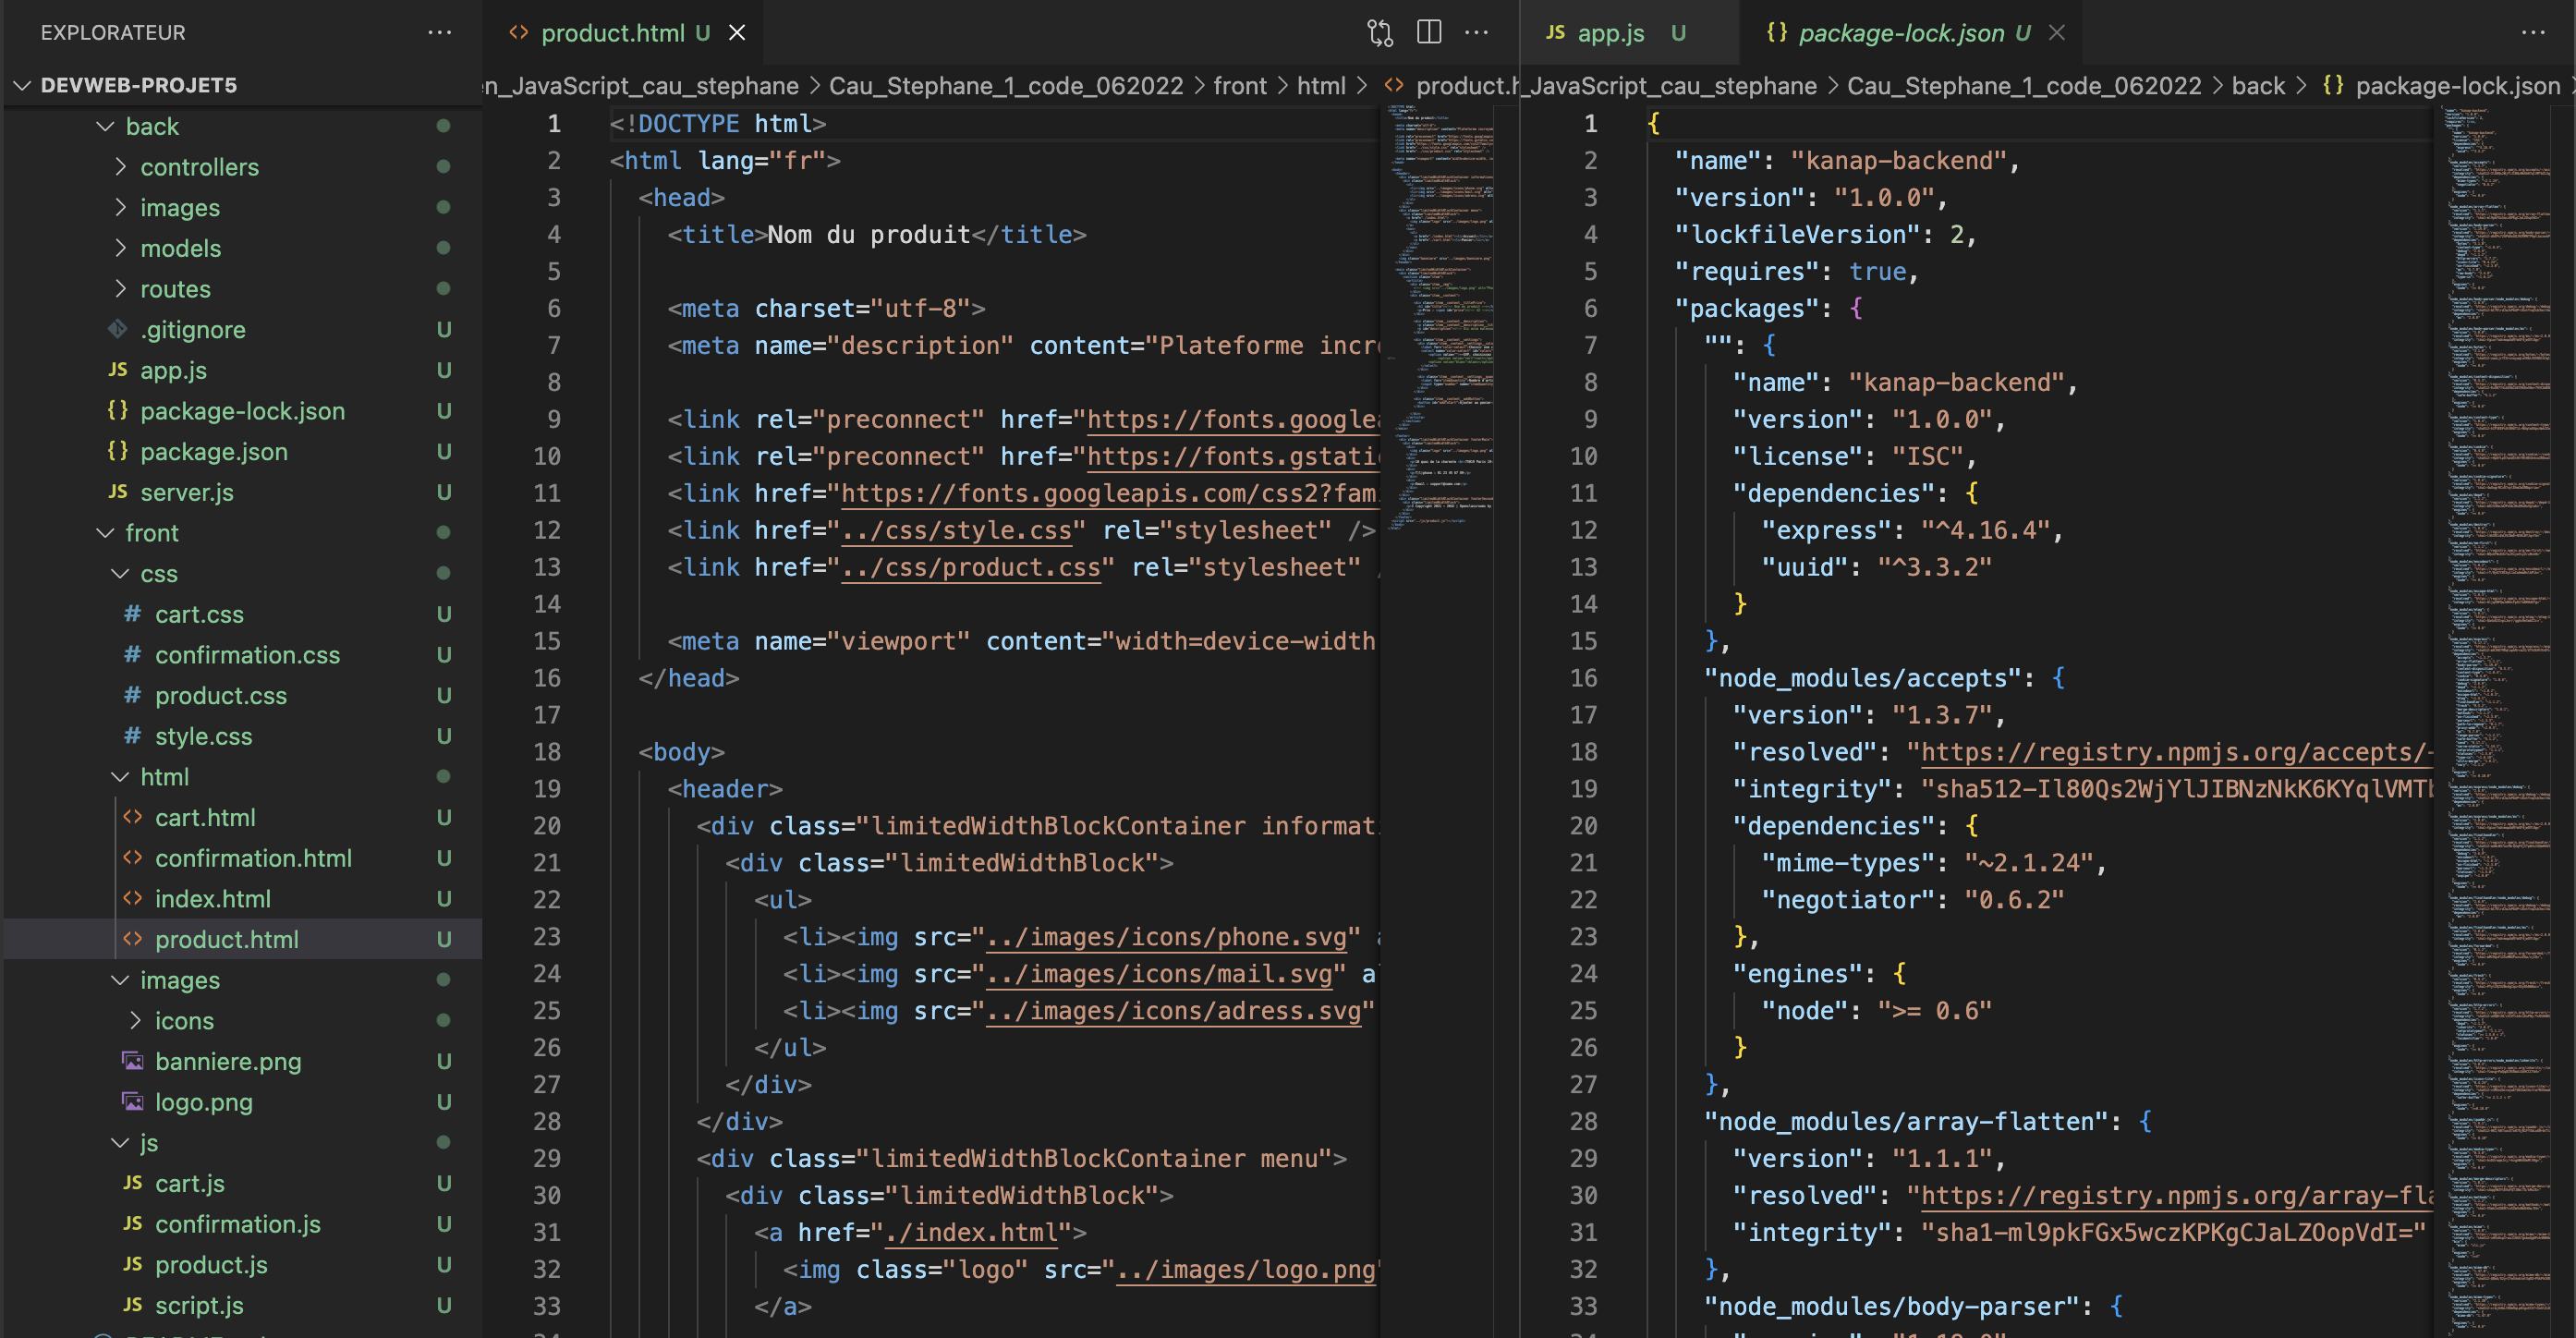 EXPLORATEUR
DEVWEB-PROJET5
back
controllers
images
models
routes
.gitignore U
JS app.js U
{} package-lock.json U
{} package.json U
JS server.js U
front
css
# cart.css U
# confirmation.css U
# product.css U
# style.css U
html
<> cart.html U
<> confirmation.html U
<> index.html U
<> product.html U
images
icons
banniere.png U
logo.png U
js
JS cart.js U
JS confirmation.js U
JS product.js U
JS script.js U
<> product.html U
en_JavaScript_cau_stephane > Cau_Stephane_1_code_062022 > front > html > <> product.h
1 <!DOCTYPE html>
2 <html lang="fr">
3 <head>
4 <title>Nom du produit</title>
5
6 <meta charset="utf-8">
7 <meta name="description" content="Plateforme incr
8
9 <link rel="preconnect" href="https://fonts.google
10 <link rel="preconnect" href="https://fonts.gstati
11 <link href="https://fonts.googleapis.com/css2?fam
12 <link href="../css/style.css" rel="stylesheet" />
13 <link href="../css/product.css" rel="stylesheet" /
14
15 <meta name="viewport" content="width=device-width
16 </head>
17
18 <body>
19 <header>
20 <div class="limitedWidthBlockContainer informat
21 <div class="limitedWidthBlock">
22 <ul>
23 <li><img src="../images/icons/phone.svg" a
24 <li><img src="../images/icons/mail.svg" al
25 <li><img src="../images/icons/adress.svg"
26 </ul>
27 </div>
28 </div>
29 <div class="limitedWidthBlockContainer menu">
30 <div class="limitedWidthBlock">
31 <a href="./index.html">
32 <img class="logo" src="../images/logo.png"
33 </a>
JS app.js U
{} package-lock.json U
_JavaScript_cau_stephane > Cau_Stephane_1_code_062022 > back > {} package-lock.json
1 {
2 "name": "kanap-backend",
3 "version": "1.0.0",
4 "lockfileVersion": 2,
5 "requires": true,
6 "packages": {
7 "": {
8 "name": "kanap-backend",
9 "version": "1.0.0",
10 "license": "ISC",
11 "dependencies": {
12 "express": "^4.16.4",
13 "uuid": "^3.3.2"
14 }
15 },
16 "node_modules/accepts": {
17 "version": "1.3.7",
18 "resolved": "https://registry.npmjs.org/accepts/-
19 "integrity": "sha512-Il80Qs2WjYlJIBNzNkK6KYqlVMTb
20 "dependencies": {
21 "mime-types": "~2.1.24",
22 "negotiator": "0.6.2"
23 },
24 "engines": {
25 "node": ">= 0.6"
26 }
27 },
28 "node_modules/array-flatten": {
29 "version": "1.1.1",
30 "resolved": "https://registry.npmjs.org/array-fla
31 "integrity": "sha1-ml9pkFGx5wczKPKgCJaLZOopVdI="
32 },
33 "node_modules/body-parser": {